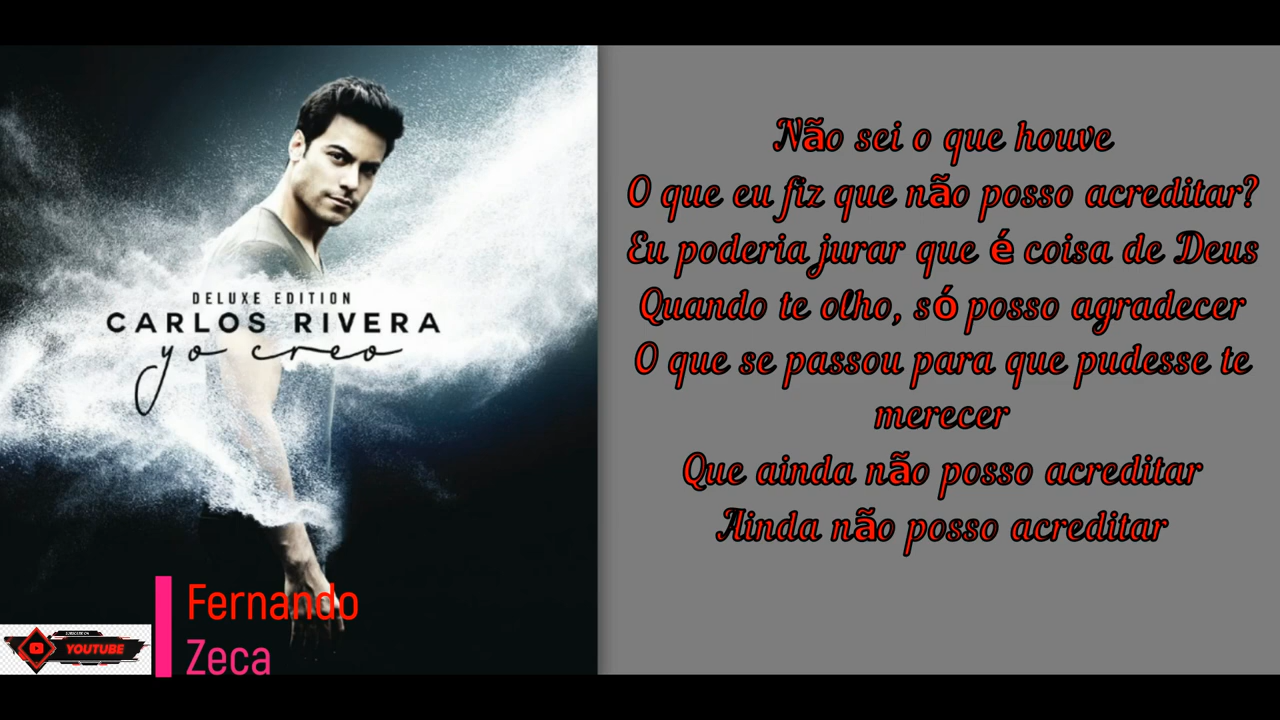 DELUXE EDITION
CARLOS RIVERA
yo creo
Fernando
Zeca
YOUTUBE
Não sei o que houve
O que eu fiz que não posso acreditar?
Eu poderia jurar que é coisa de Deus
Quando te olho, só posso agradecer
O que se passou para que pudesse te
merecer
Que ainda não posso acreditar
Ainda não posso acreditar